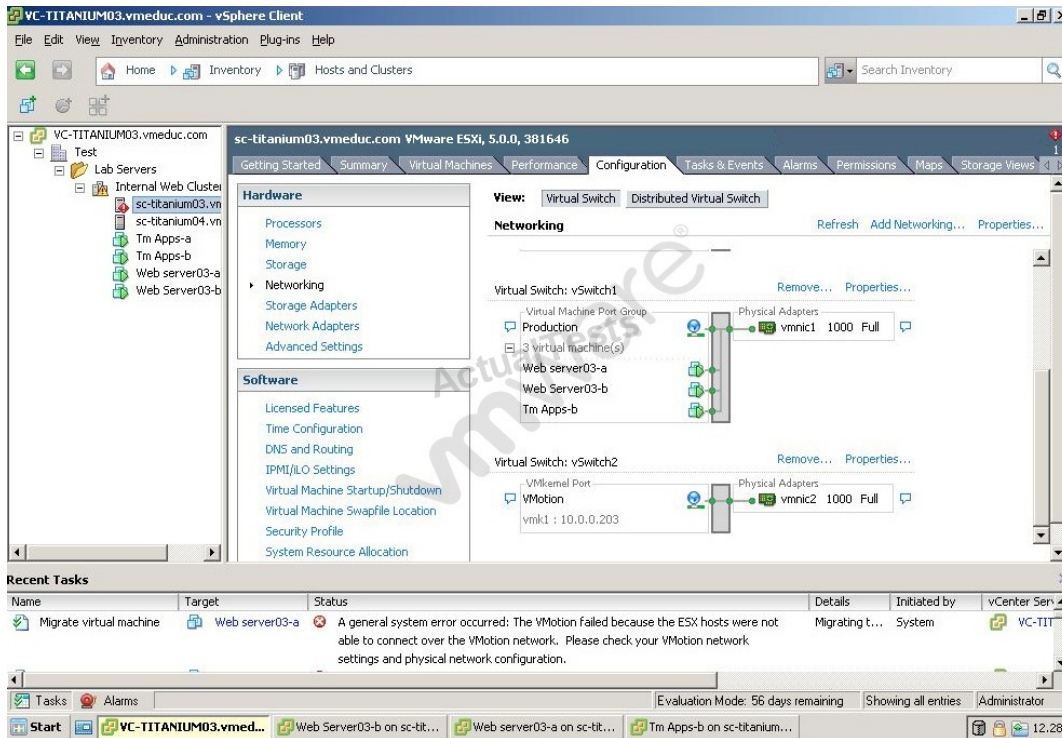 VC-TITANIUM03.vmeduc.com - vSphere Client
File Edit View Inventory Administration Plug-ins Help
Home Inventory Hosts and Clusters
Search Inventory
VC-TITANIUM03.vmeduc.com
Test
Lab Servers
Internal Web Cluster
sc-titanium03.vn
sc-titanium04.vn
Tm Apps-a
Tm Apps-b
Web server03-a
Web Server03-b
sc-titanium03.vmeduc.com VMware ESXi, 5.0.0, 381646
1
Getting Started Summary Virtual Machines Performance Configuration Tasks & Events Alarms Permissions Maps Storage Views
Hardware
Processors
Memory
Storage
Networking
Storage Adapters
Network Adapters
Advanced Settings
Software
Licensed Features
Time Configuration
DNS and Routing
IPMI/iLO Settings
Virtual Machine Startup/Shutdown
Virtual Machine Swapfile Location
Security Profile
System Resource Allocation
View: Virtual Switch Distributed Virtual Switch
Networking Refresh Add Networking... Properties...
Virtual Switch: vSwitch1 Remove... Properties...
Virtual Machine Port Group Physical Adapters
Production vmnic1 1000 Full
3 virtual machine(s)
Web server03-a
Web Server03-b
Tm Apps-b
Virtual Switch: vSwitch2 Remove... Properties...
VMkernel Port Physical Adapters
VMotion vmnic2 1000 Full
vmk1 : 10.0.0.203
ActualTests
vmware ®
Recent Tasks
Name Target Status Details Initiated by vCenter Serv
Migrate virtual machine Web server03-a A general system error occurred: The VMotion failed because the ESX hosts were not Migrating t... System VC-TIT
able to connect over the VMotion network. Please check your VMotion network
settings and physical network configuration.
Tasks Alarms Evaluation Mode: 56 days remaining Showing all entries Administrator
Start VC-TITANIUM03.vmed... Web Server03-b on sc-tit... Web server03-a on sc-tit... Tm Apps-b on sc-titanium... 12.28